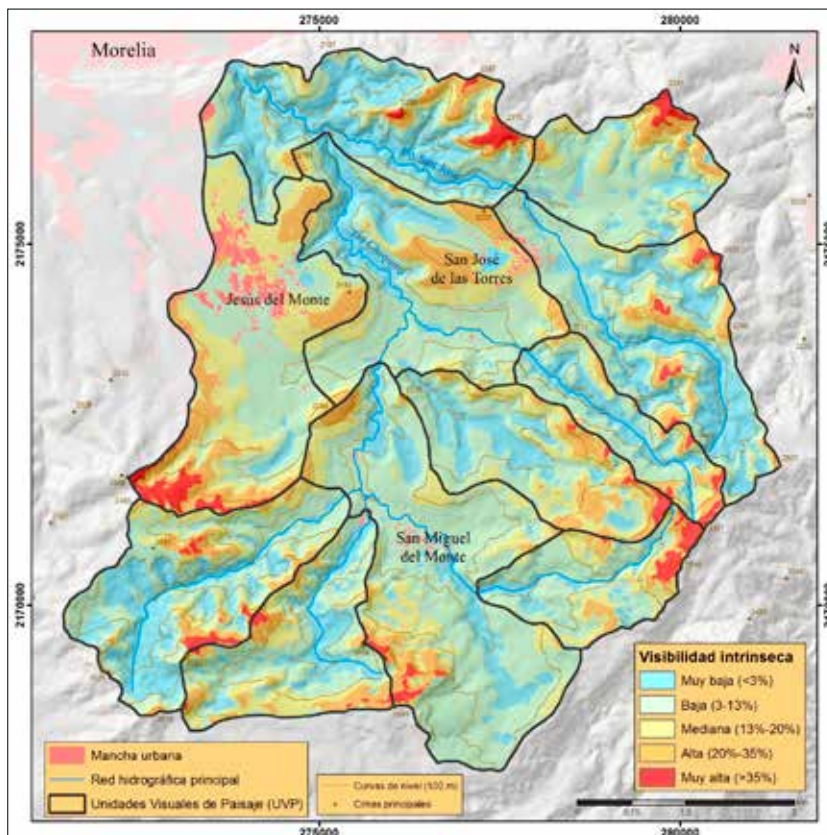 275000
280000
Morelia
N
2175000
2175000
San José
de las Torres
Jesús del Monte
San Miguel
del Monte
2170000
2170000
Visibilidad intrínseca
Muy baja (<3%)
Baja (3-13%)
Mediana (13%-20%)
Alta (20%-35%)
Muy alta (>35%)
Mancha urbana
Red hidrográfica principal
Unidades Visuales de Paisaje (UVP)
Curvas de nivel (100 m)
Cimas principales
275000
280000